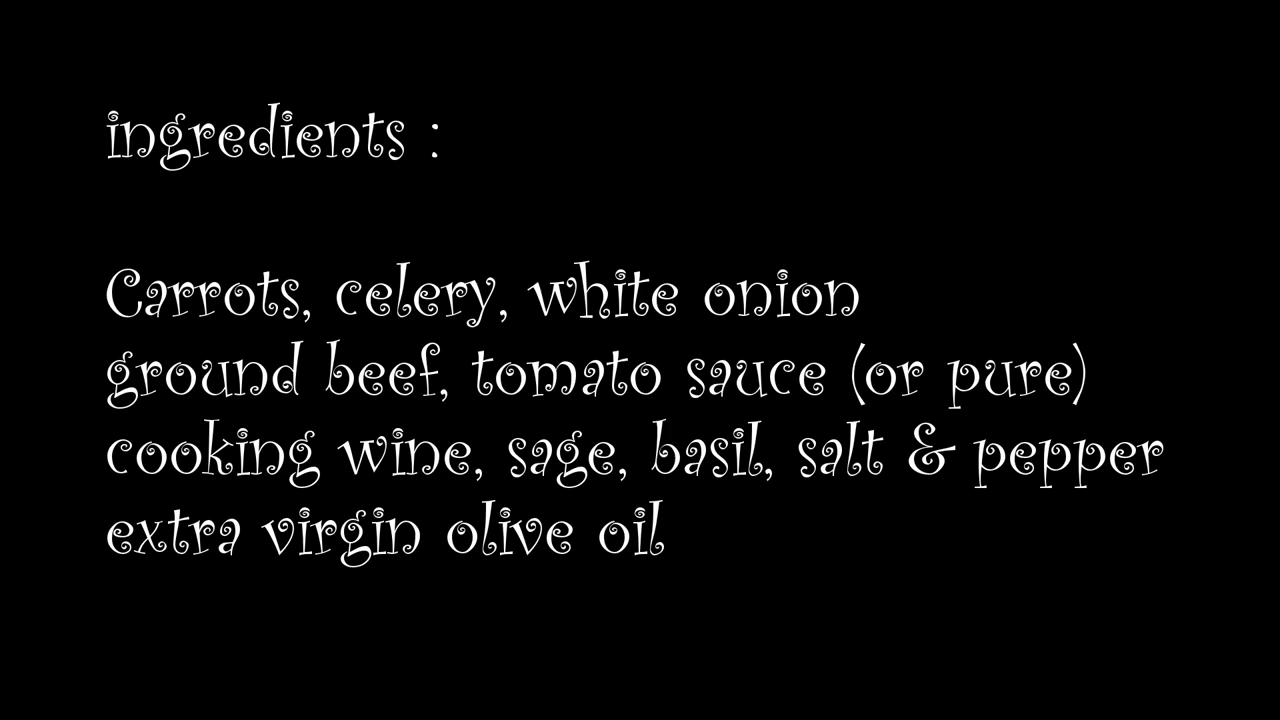 ingredients :
Carrots, celery, white onion
ground beef, tomato sauce (or pure)
cooking wine, sage, basil, salt & pepper
extra virgin olive oil